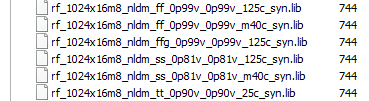 rf_1024x16m8_nldm_ff_0p99v_0p99v_125c_syn.lib 744
rf_1024x16m8_nldm_ff_0p99v_0p99v_m40c_syn.lib 744
rf_1024x16m8_nldm_ffg_0p99v_0p99v_125c_syn.lib 744
rf_1024x16m8_nldm_ss_0p81v_0p81v_125c_syn.lib 744
rf_1024x16m8_nldm_ss_0p81v_0p81v_m40c_syn.lib 744
rf_1024x16m8_nldm_tt_0p90v_0p90v_25c_syn.lib 744